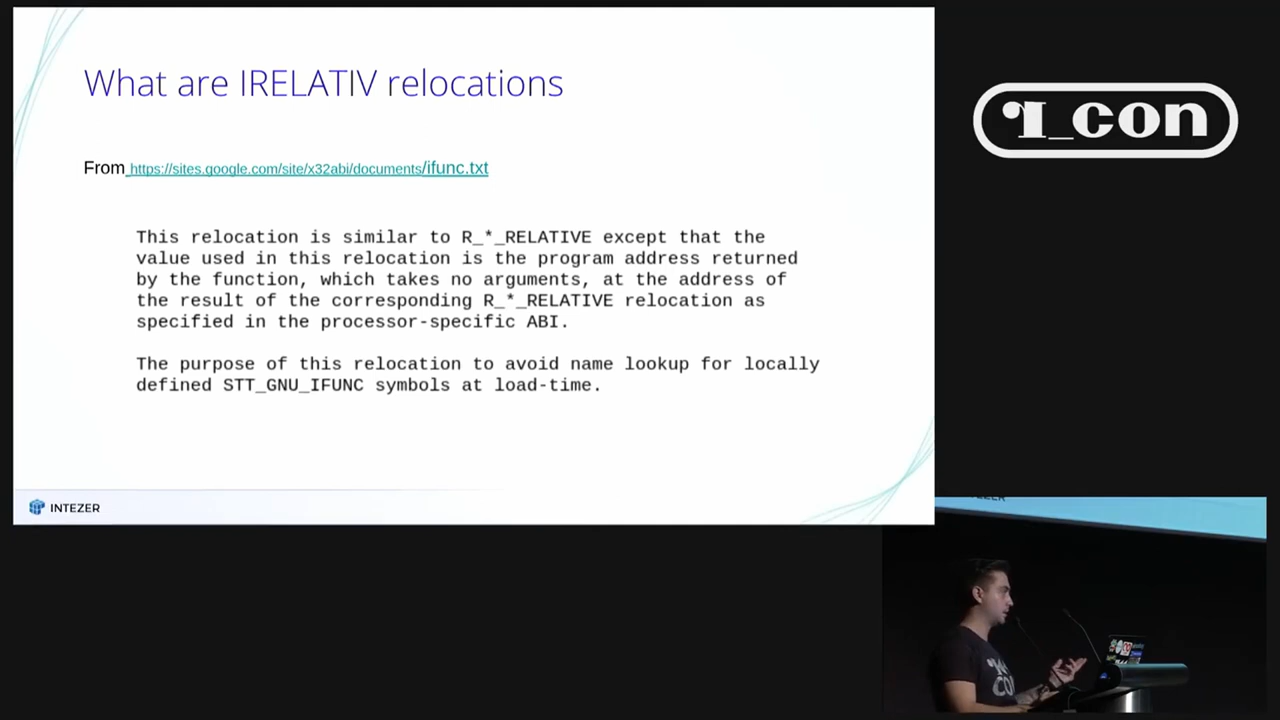 What are IRELATIV relocations
From https://sites.google.com/site/x32abi/documents/ifunc.txt
This relocation is similar to R_*_RELATIVE except that the
value used in this relocation is the program address returned
by the function, which takes no arguments, at the address of
the result of the corresponding R_*_RELATIVE relocation as
specified in the processor-specific ABI.
The purpose of this relocation to avoid name lookup for locally
defined STT_GNU_IFUNC symbols at load-time.
INTEZER
r2_con